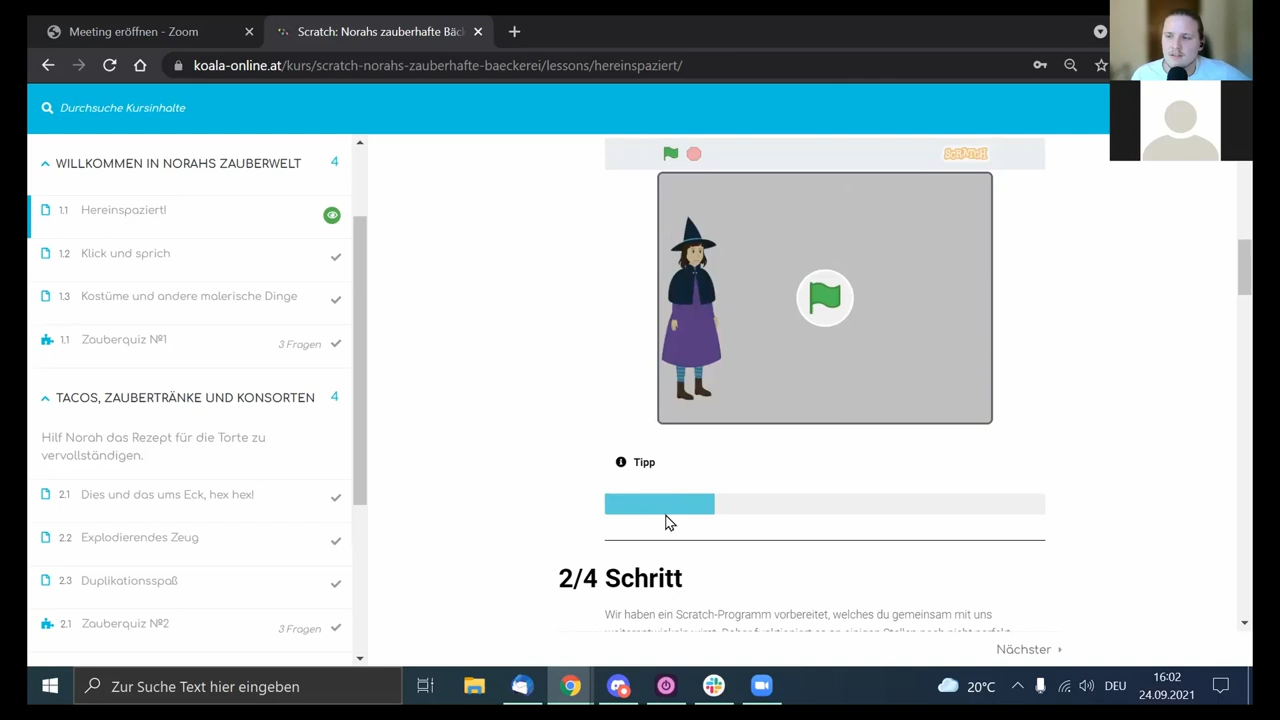 Meeting eröffnen - Zoom
Scratch: Norahs zauberhafte Bäck
koala-online.at/kurs/scratch-norahs-zauberhafte-baeckerei/lessons/hereinspaziert/
Durchsuche Kursinhalte
WILLKOMMEN IN NORAHS ZAUBERWELT 4
1.1 Hereinspaziert!
1.2 Klick und sprich
1.3 Kostüme und andere malerische Dinge
1.1 Zauberquiz №1 3 Fragen
TACOS, ZAUBERTRÄNKE UND KONSORTEN 4
Hilf Norah das Rezept für die Torte zu
vervollständigen.
2.1 Dies und das ums Eck, hex hex!
2.2 Explodierendes Zeug
2.3 Duplikationsspaß
2.1 Zauberquiz №2 3 Fragen
SCRATCH
Tipp
2/4 Schritt
Wir haben ein Scratch-Programm vorbereitet, welches du gemeinsam mit uns
Nächster
Zur Suche Text hier eingeben
20°C
DEU
16:02
24.09.2021